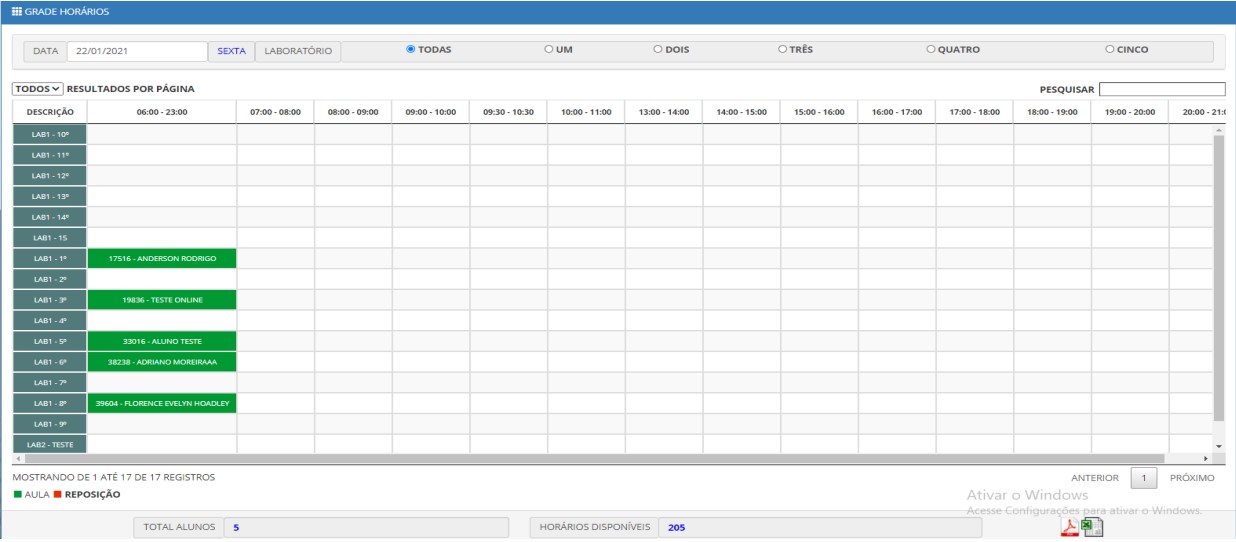 GRADE HORÁRIOS
DATA 22/01/2021 SEXTA LABORATÓRIO TODAS UM DOIS TRÊS QUATRO CINCO
TODOS RESULTADOS POR PÁGINA PESQUISAR
DESCRIÇÃO 06:00 - 23:00 07:00 - 08:00 08:00 - 09:00 09:00 - 10:00 09:30 - 10:30 10:00 - 11:00 13:00 - 14:00 14:00 - 15:00 15:00 - 16:00 16:00 - 17:00 17:00 - 18:00 18:00 - 19:00 19:00 - 20:00 20:00 - 21:
LAB1 - 10º
LAB1 - 11º
LAB1 - 12º
LAB1 - 13º
LAB1 - 14º
LAB1 - 15
LAB1 - 1º 17516 - ANDERSON RODRIGO
LAB1 - 2º
LAB1 - 3º 19836 - TESTE ONLINE
LAB1 - 4º
LAB1 - 5º 33016 - ALUNO TESTE
LAB1 - 6º 38238 - ADRIANO MOREIRAAA
LAB1 - 7º
LAB1 - 8º 39604 - FLORENCE EVELYN HOADLEY
LAB1 - 9º
LAB2 - TESTE
MOSTRANDO DE 1 ATÉ 17 DE 17 REGISTROS ANTERIOR 1 PRÓXIMO
AULA REPOSIÇÃO
Ativar o Windows
Acesse Configurações para ativar o Windows.
TOTAL ALUNOS 5 HORÁRIOS DISPONÍVEIS 205